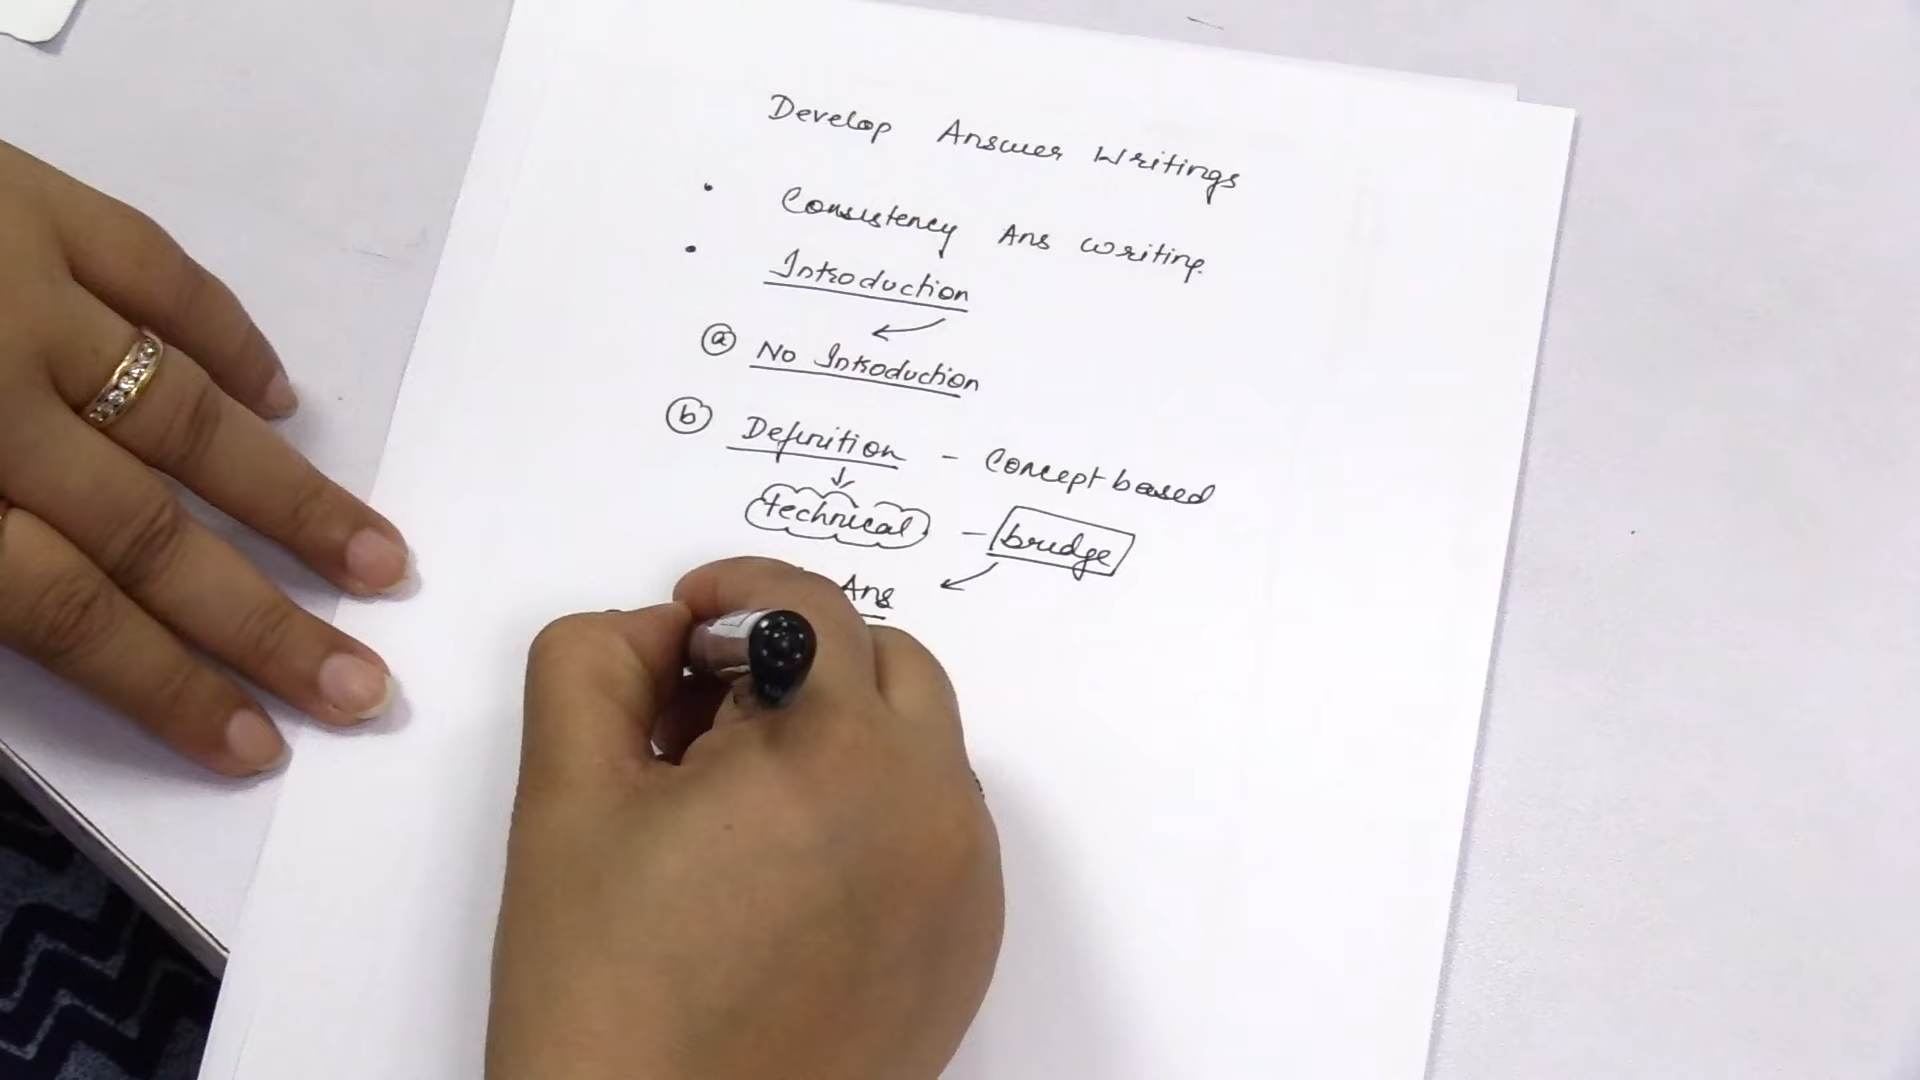 Develop Answer Writings
• Consistency Ans writing.
• Introduction
ⓐ No Introduction
ⓑ Definition - Concept based
technical - bridge
Ans